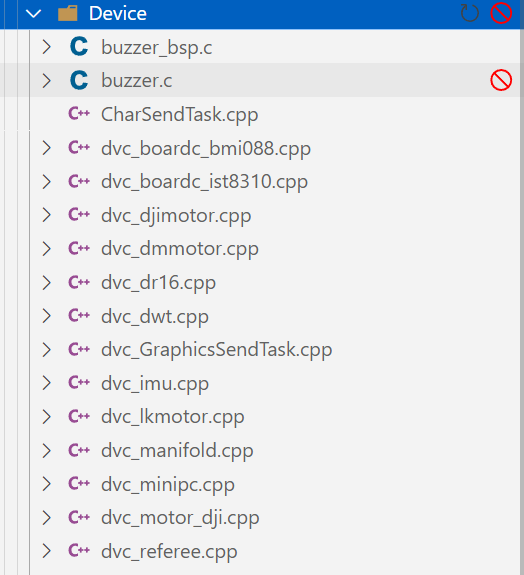 Device
C buzzer_bsp.c
C buzzer.c
C++ CharSendTask.cpp
C++ dvc_boardc_bmi088.cpp
C++ dvc_boardc_ist8310.cpp
C++ dvc_djimotor.cpp
C++ dvc_dmmotor.cpp
C++ dvc_dr16.cpp
C++ dvc_dwt.cpp
C++ dvc_GraphicsSendTask.cpp
C++ dvc_imu.cpp
C++ dvc_lkmotor.cpp
C++ dvc_manifold.cpp
C++ dvc_minipc.cpp
C++ dvc_motor_dji.cpp
C++ dvc_referee.cpp